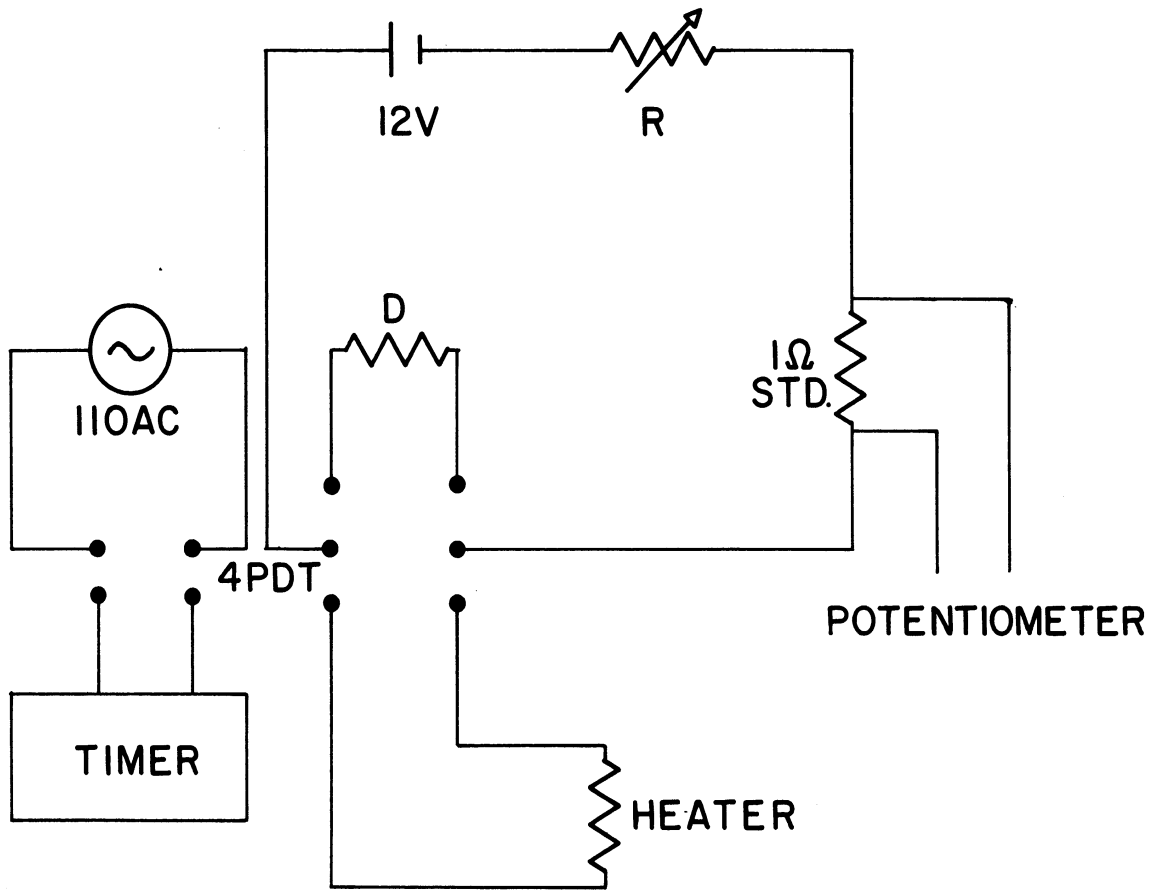 12V
R
D
1Ω
STD.
110AC
4PDT
POTENTIOMETER
TIMER
HEATER